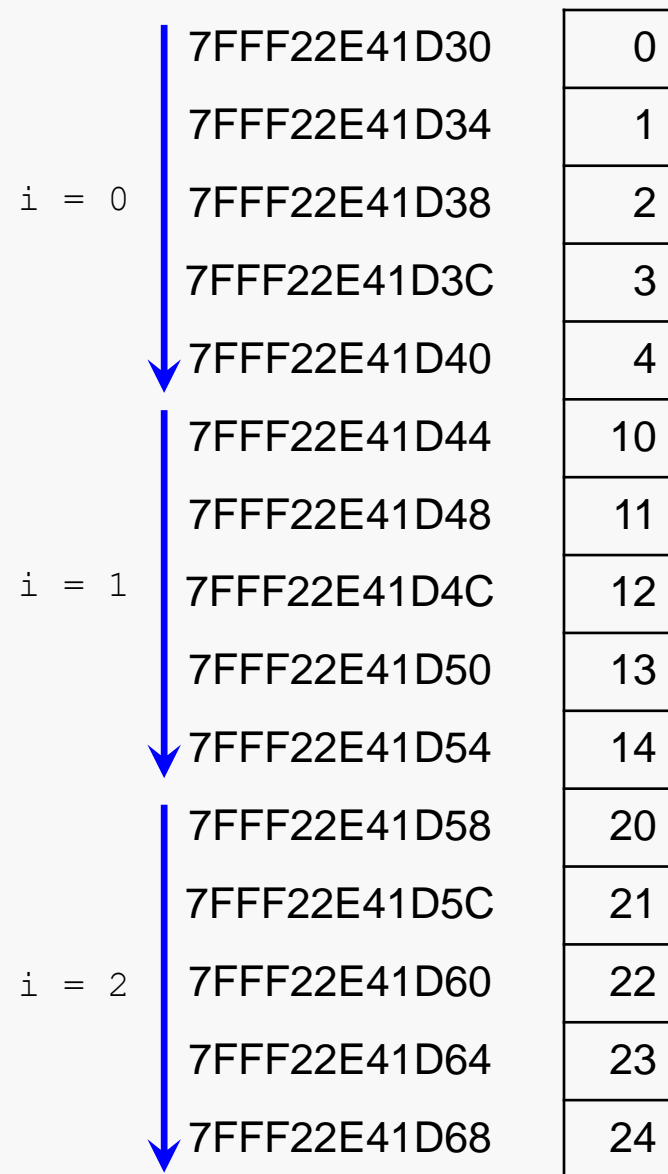 7FFF22E41D30 0
7FFF22E41D34 1
i = 0 7FFF22E41D38 2
7FFF22E41D3C 3
7FFF22E41D40 4
7FFF22E41D44 10
7FFF22E41D48 11
i = 1 7FFF22E41D4C 12
7FFF22E41D50 13
7FFF22E41D54 14
7FFF22E41D58 20
7FFF22E41D5C 21
i = 2 7FFF22E41D60 22
7FFF22E41D64 23
7FFF22E41D68 24